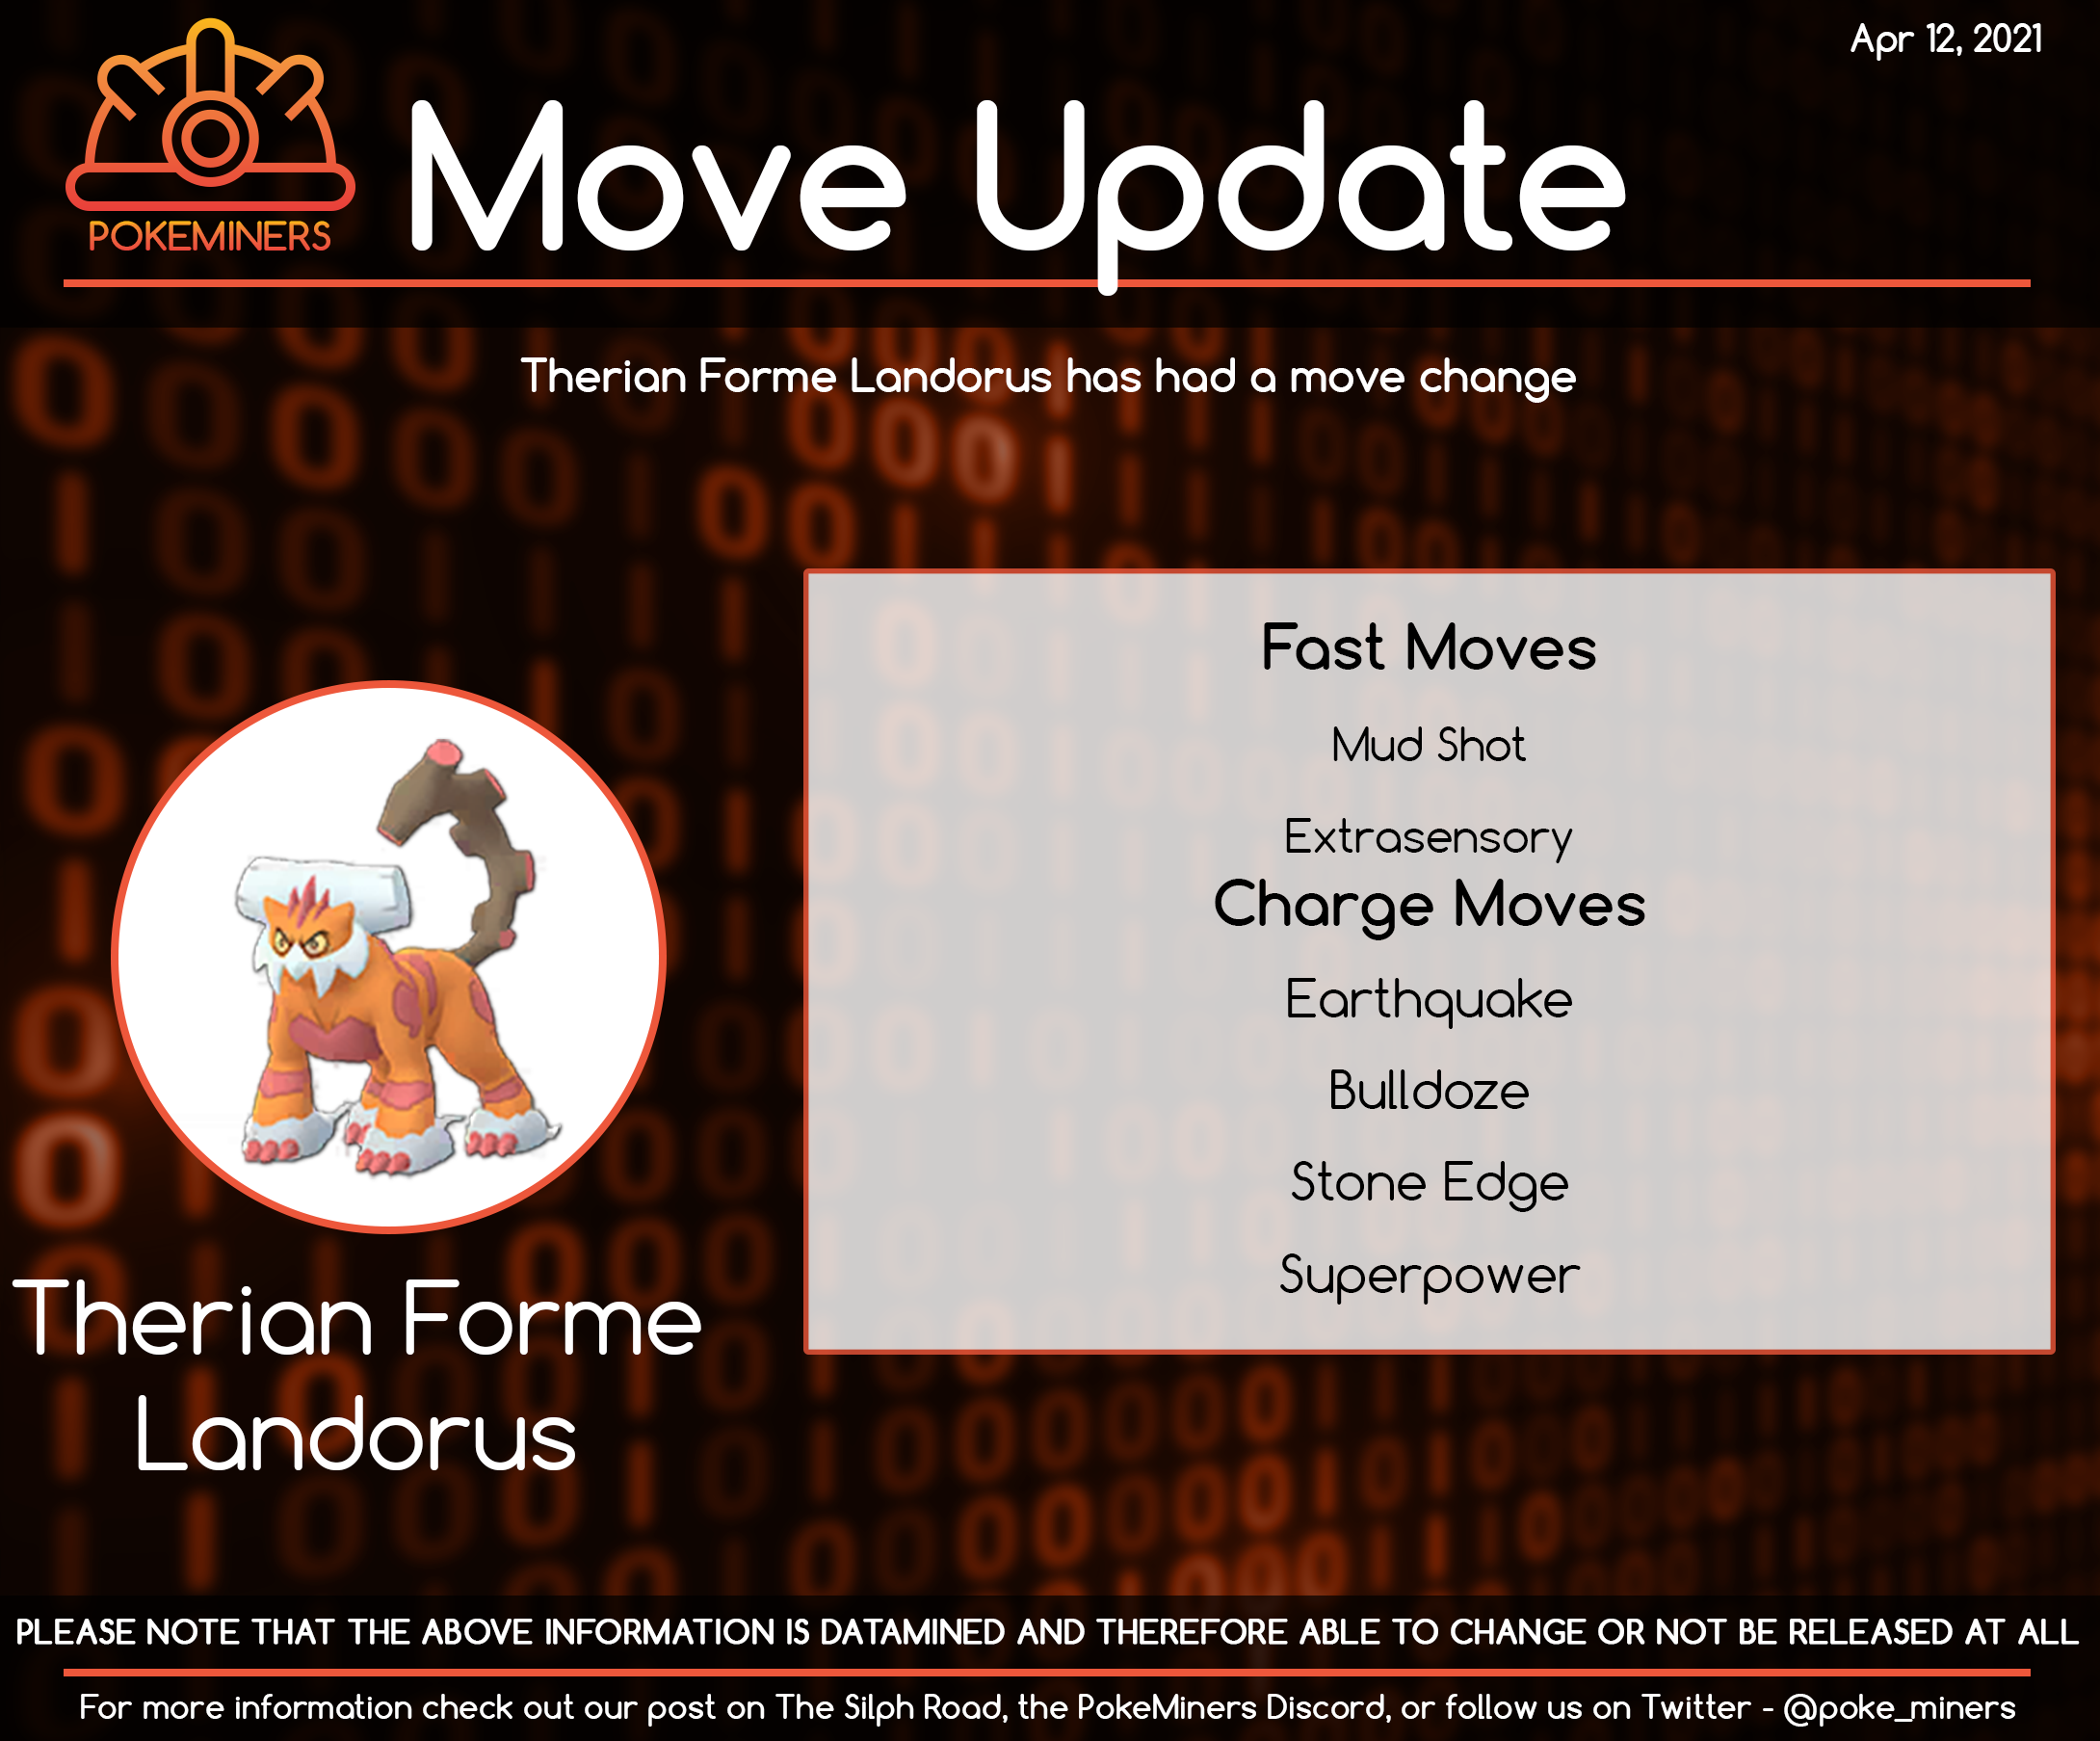 Apr 12, 2021
POKEMINERS
Move Update
Therian Forme Landorus has had a move change
Fast Moves
Mud Shot
Extrasensory
Charge Moves
Earthquake
Bulldoze
Stone Edge
Superpower
Therian Forme
Landorus
PLEASE NOTE THAT THE ABOVE INFORMATION IS DATAMINED AND THEREFORE ABLE TO CHANGE OR NOT BE RELEASED AT ALL
For more information check out our post on The Silph Road, the PokeMiners Discord, or follow us on Twitter - @poke_miners